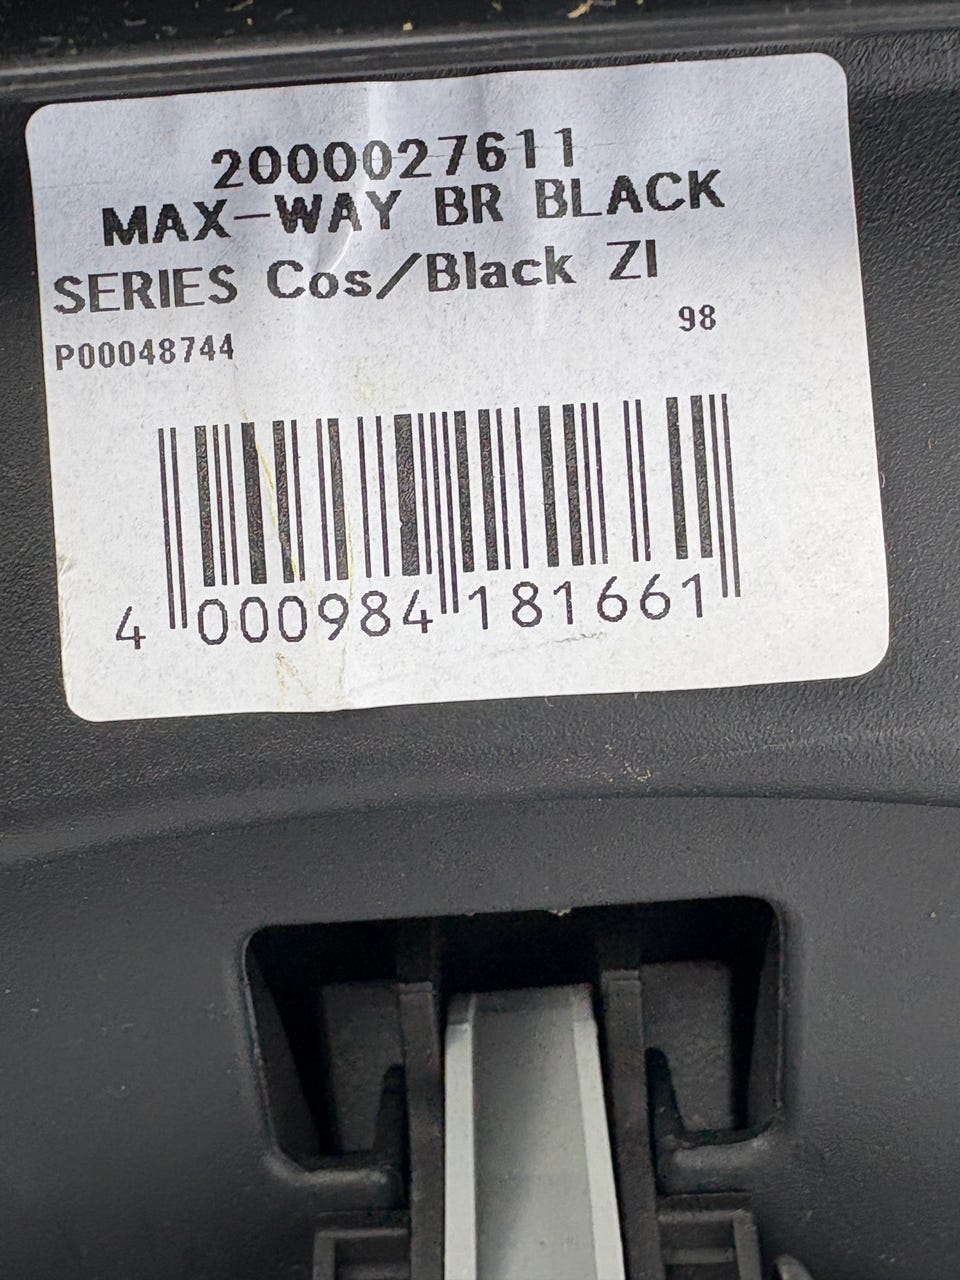 2000027611
MAX-WAY BR BLACK
SERIES Cos/Black ZI
98
P00048744
4 000984 181661